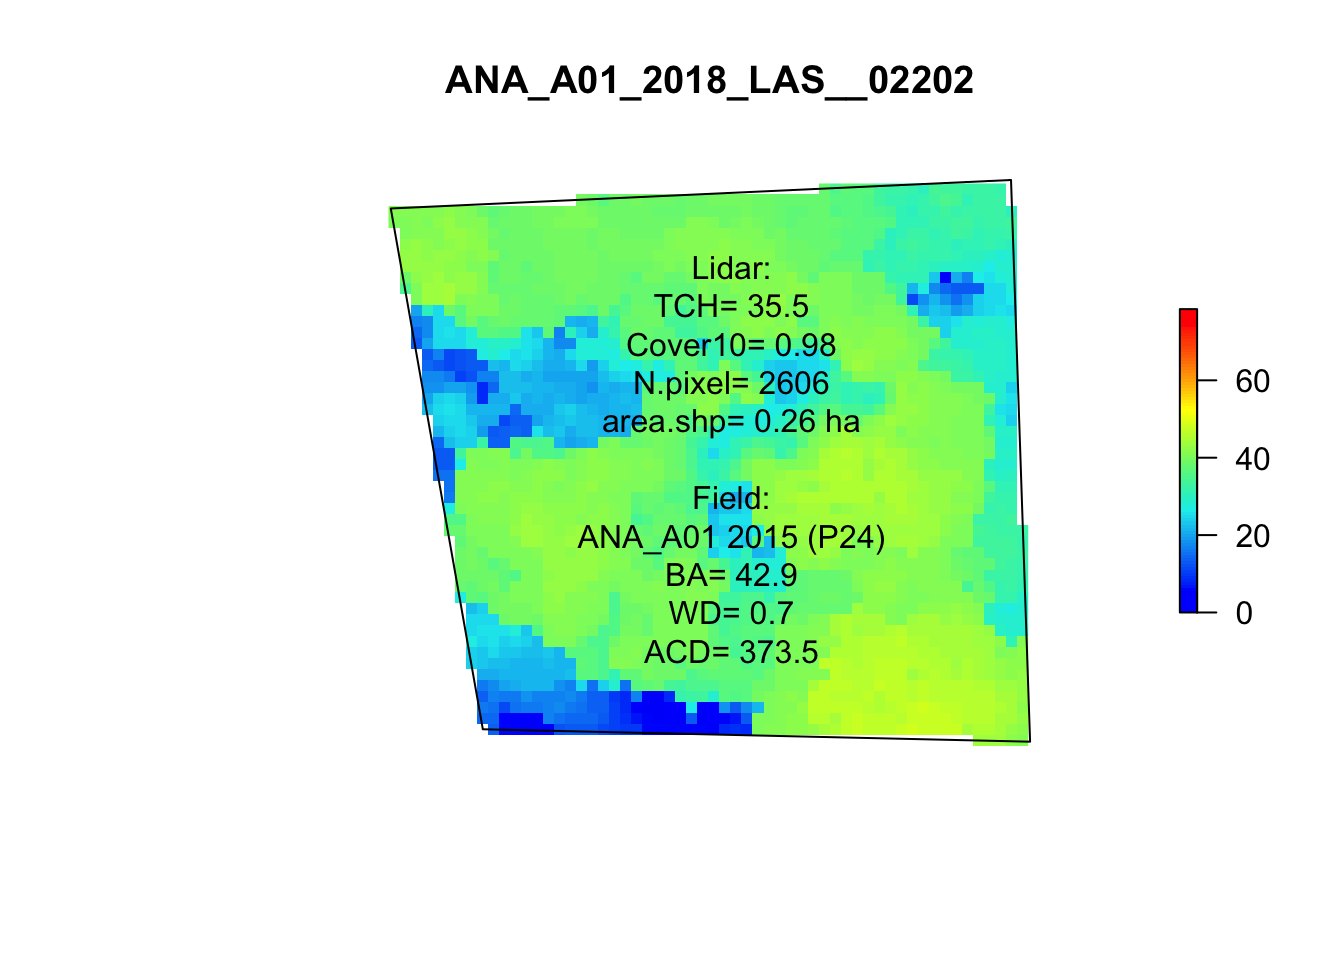 ANA_A01_2018_LAS__02202
Lidar:
TCH= 35.5
Cover10= 0.98
N.pixel= 2606
area.shp= 0.26 ha
Field:
ANA_A01 2015 (P24)
BA= 42.9
WD= 0.7
ACD= 373.5
60
40
20
0